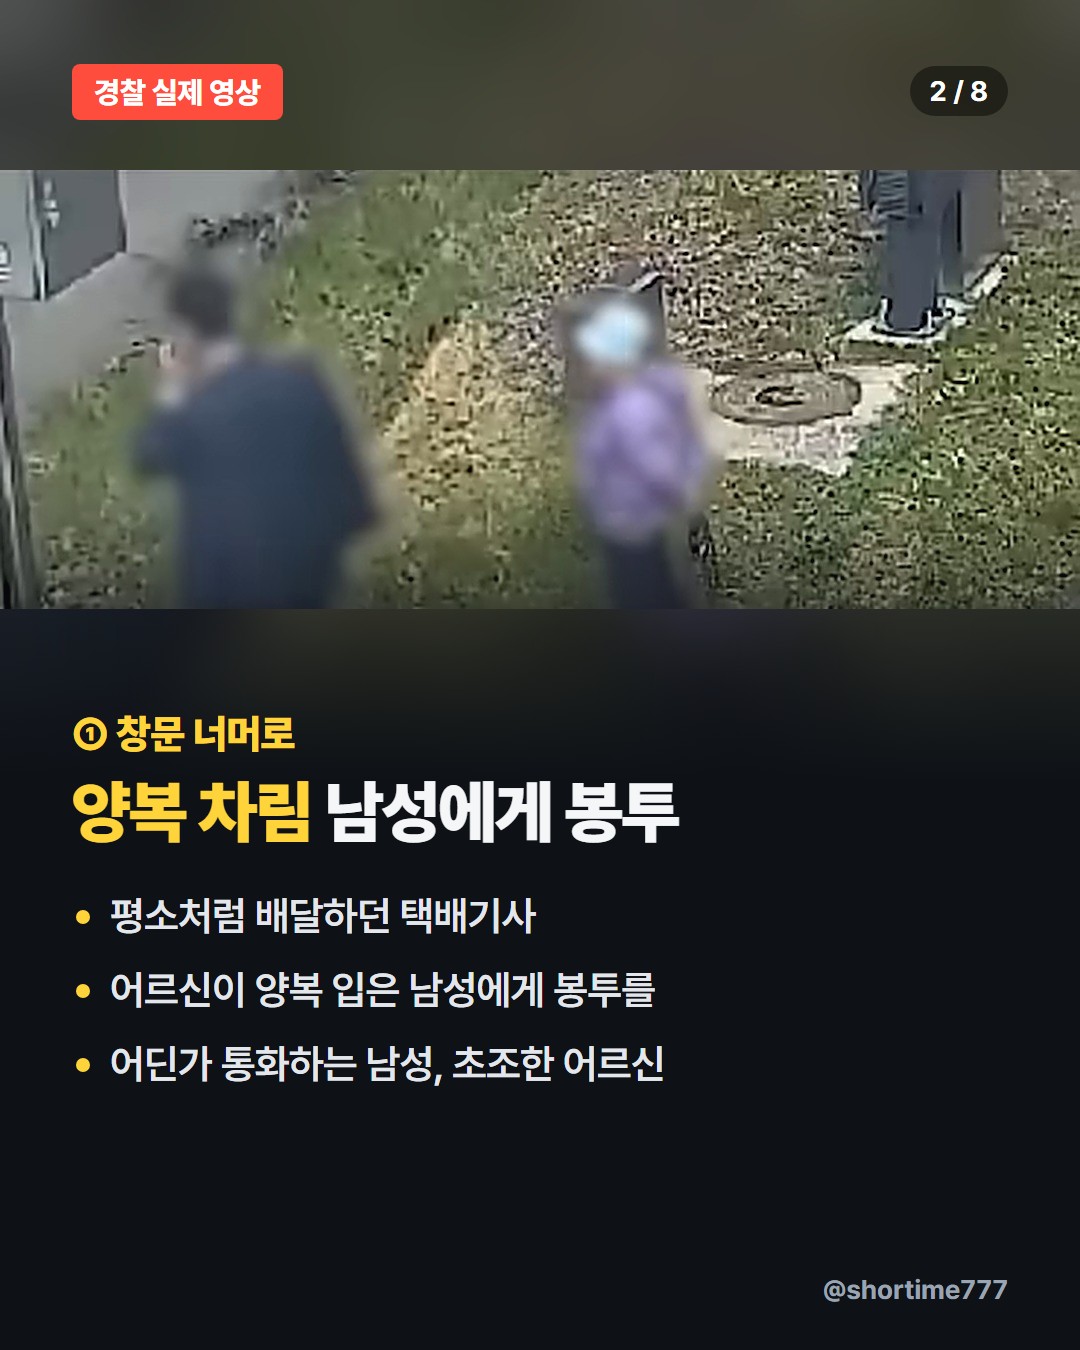 경찰 실제 영상
2 / 8
① 창문 너머로
양복 차림 남성에게 봉투
• 평소처럼 배달하던 택배기사
• 어르신이 양복 입은 남성에게 봉투를
• 어딘가 통화하는 남성, 초조한 어르신
@shortime777